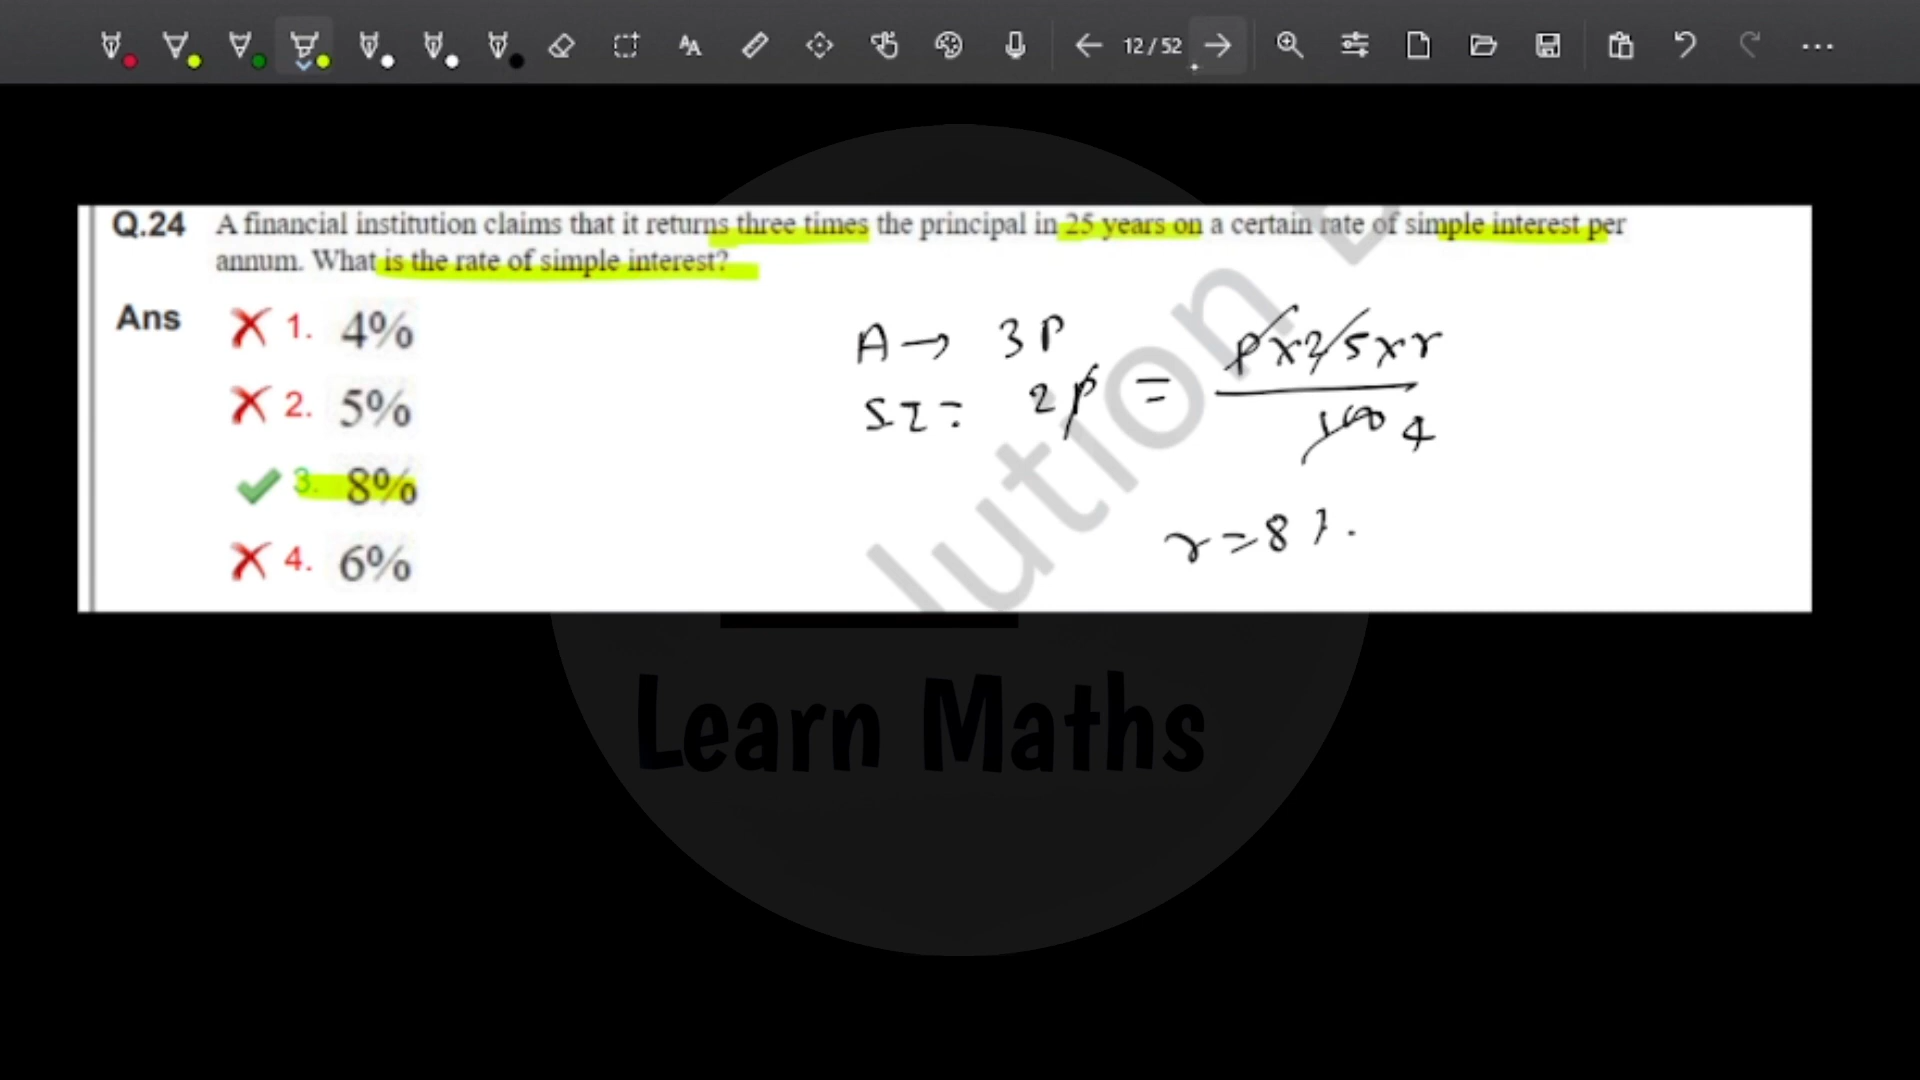 12 / 52
Q.24 A financial institution claims that it returns three times the principal in 25 years on a certain rate of simple interest per
annum. What is the rate of simple interest?
Ans
1. 4%
2. 5%
3. 8%
4. 6%
A → 3P
SI = 2P = P×25×r / 100 4
r = 8%.
lution B
Learn Maths